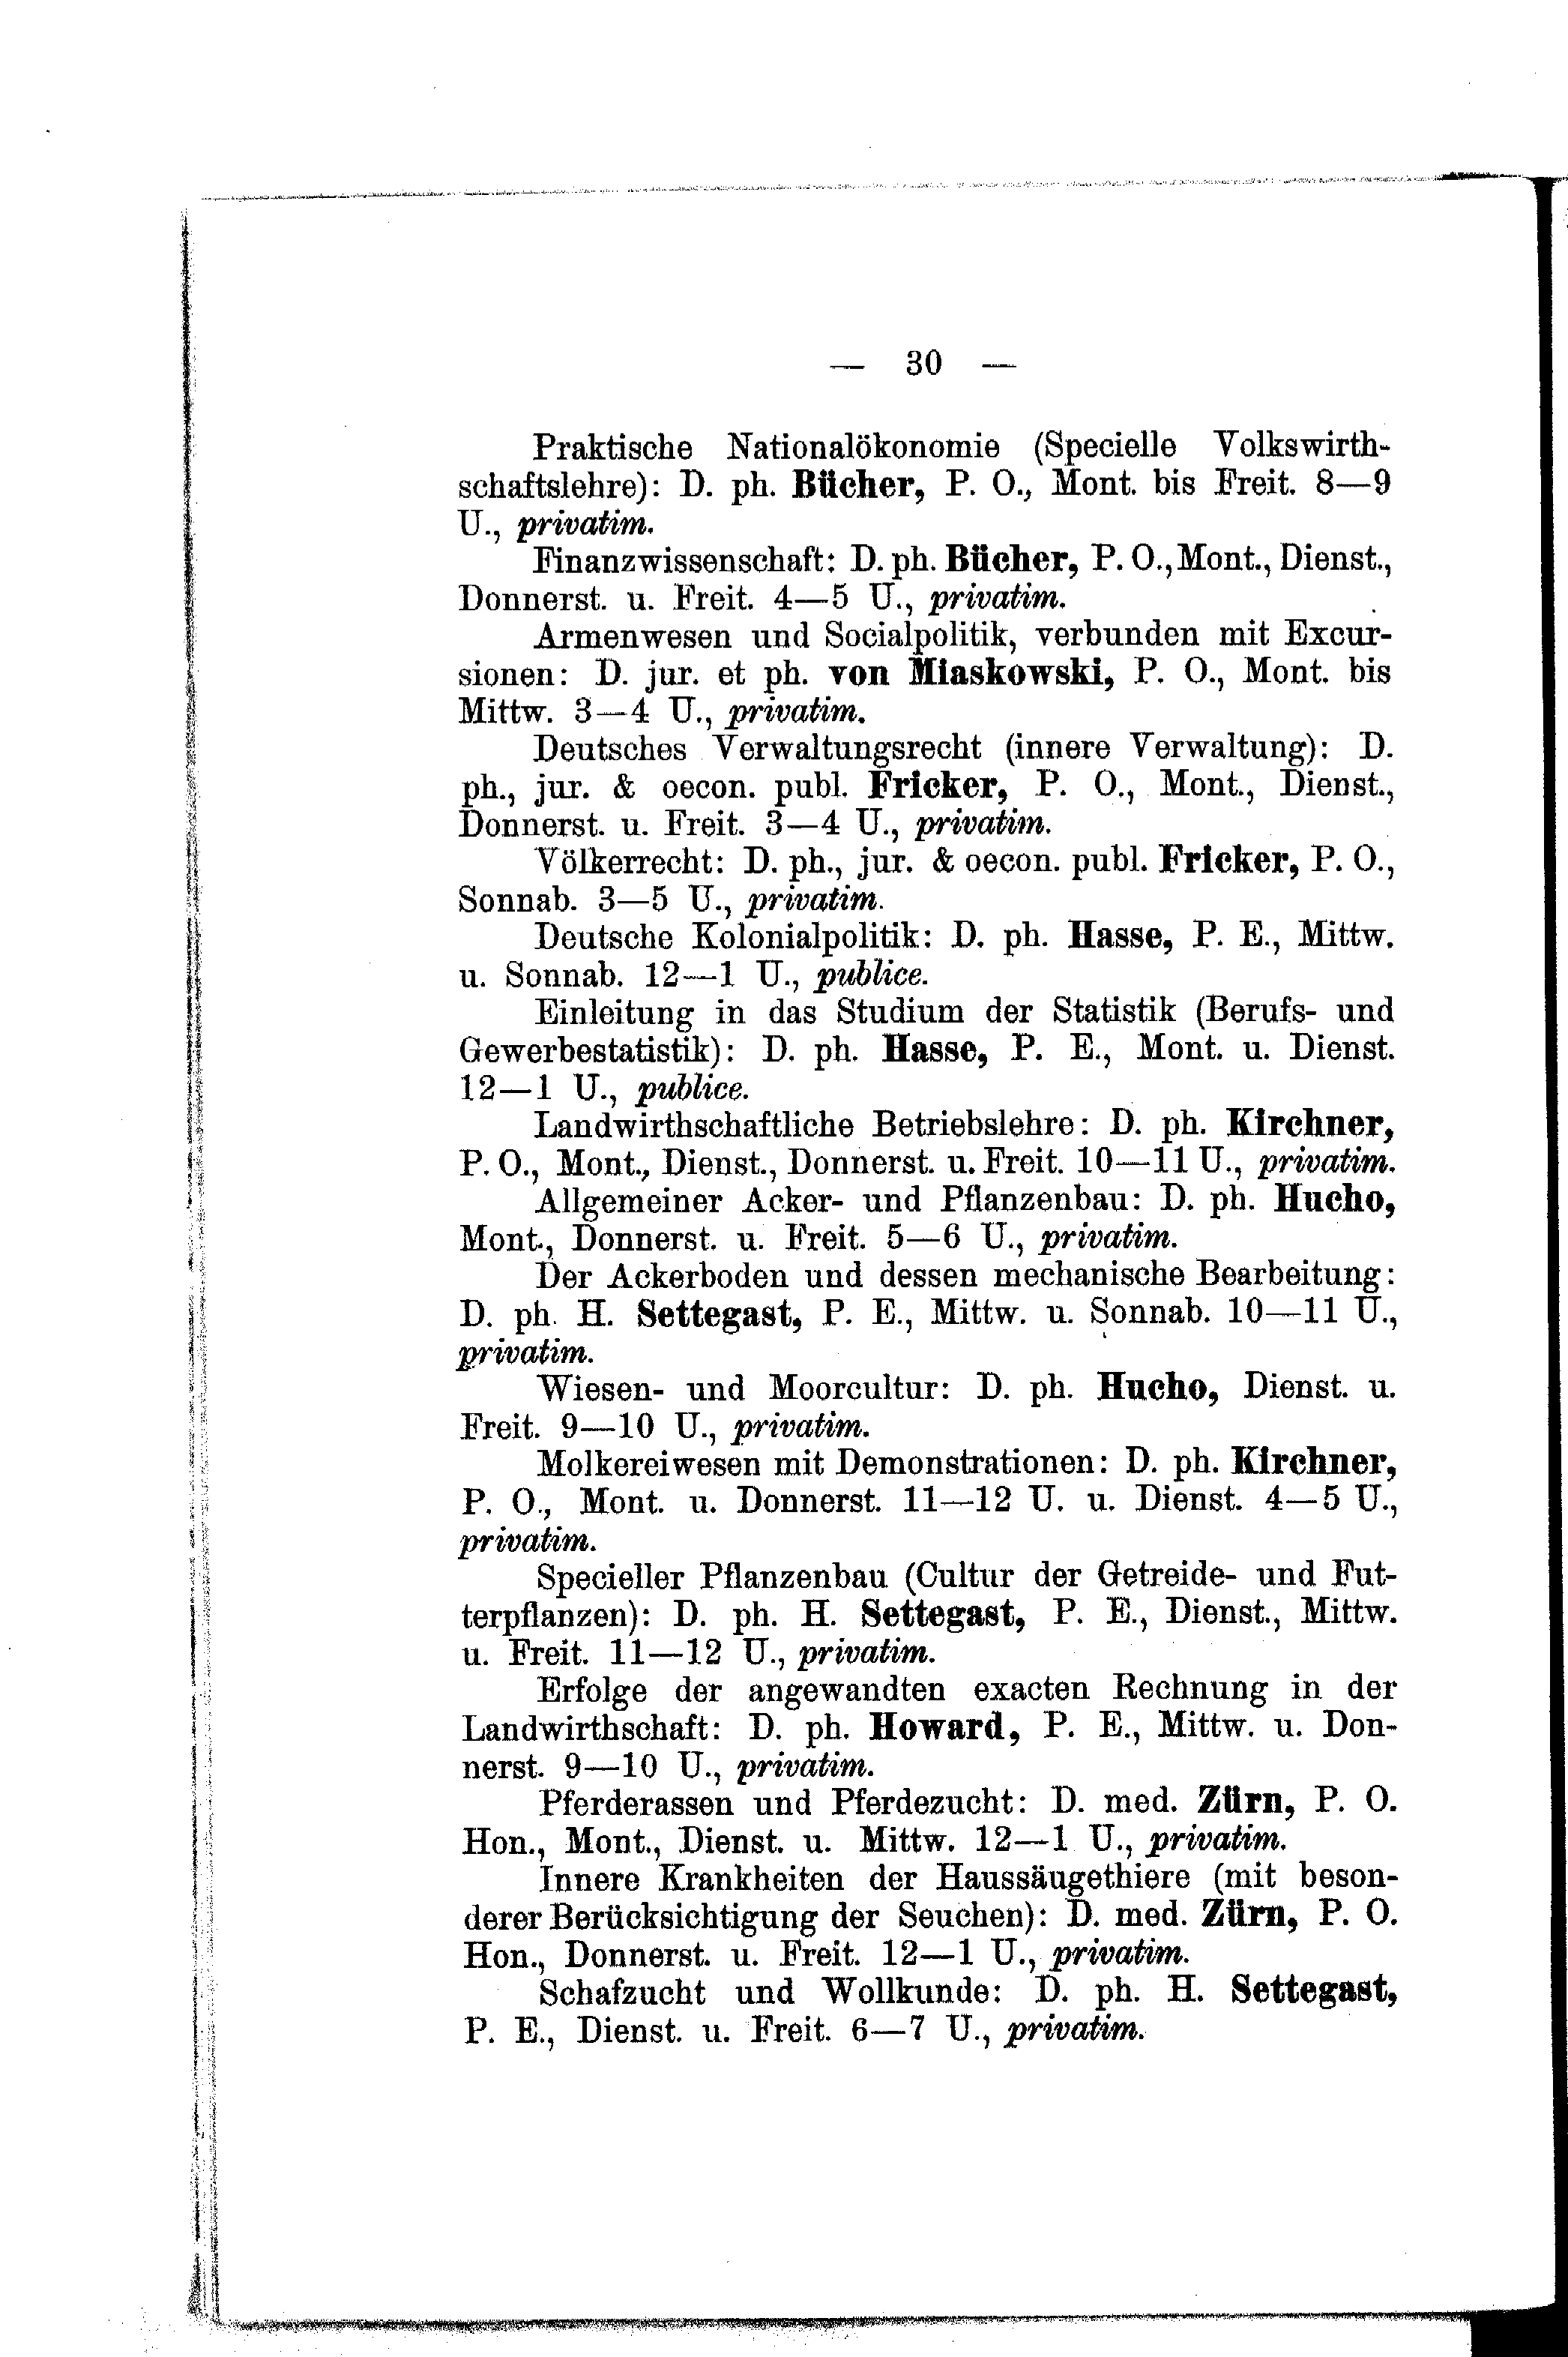 — 30 —
Praktische Nationalökonomie (Specielle Volkswirth-
schaftslehre): D. ph. Bücher, P. O., Mont. bis Freit. 8—9
U., privatim.
Finanzwissenschaft: D. ph. Bücher, P. O., Mont., Dienst.,
Donnerst. u. Freit. 4—5 U., privatim.
Armenwesen und Socialpolitik, verbunden mit Excur-
sionen: D. jur. et ph. von Miaskowski, P. O., Mont. bis
Mittw. 3—4 U., privatim.
Deutsches Verwaltungsrecht (innere Verwaltung): D.
ph., jur. & oecon. publ. Fricker, P. O., Mont., Dienst.,
Donnerst. u. Freit. 3—4 U., privatim.
Völkerrecht: D. ph., jur. & oecon. publ. Fricker, P. O.,
Sonnab. 3—5 U., privatim.
Deutsche Kolonialpolitik: D. ph. Hasse, P. E., Mittw.
u. Sonnab. 12—1 U., publice.
Einleitung in das Studium der Statistik (Berufs- und
Gewerbestatistik): D. ph. Hasse, P. E., Mont. u. Dienst.
12—1 U., publice.
Landwirthschaftliche Betriebslehre: D. ph. Kirchner,
P. O., Mont., Dienst., Donnerst. u. Freit. 10—11 U., privatim.
Allgemeiner Acker- und Pflanzenbau: D. ph. Hucho,
Mont., Donnerst. u. Freit. 5—6 U., privatim.
Der Ackerboden und dessen mechanische Bearbeitung:
D. ph. H. Settegast, P. E., Mittw. u. Sonnab. 10—11 U.,
privatim.
Wiesen- und Moorcultur: D. ph. Hucho, Dienst. u.
Freit. 9—10 U., privatim.
Molkereiwesen mit Demonstrationen: D. ph. Kirchner,
P. O., Mont. u. Donnerst. 11—12 U. u. Dienst. 4—5 U.,
privatim.
Specieller Pflanzenbau (Cultur der Getreide- und Fut-
terpflanzen): D. ph. H. Settegast, P. E., Dienst., Mittw.
u. Freit. 11—12 U., privatim.
Erfolge der angewandten exacten Rechnung in der
Landwirthschaft: D. ph. Howard, P. E., Mittw. u. Don-
nerst. 9—10 U., privatim.
Pferderassen und Pferdezucht: D. med. Zürn, P. O.
Hon., Mont., Dienst. u. Mittw. 12—1 U., privatim.
Innere Krankheiten der Haussäugethiere (mit beson-
derer Berücksichtigung der Seuchen): D. med. Zürn, P. O.
Hon., Donnerst. u. Freit. 12—1 U., privatim.
Schafzucht und Wollkunde: D. ph. H. Settegast,
P. E., Dienst. u. Freit. 6—7 U., privatim.